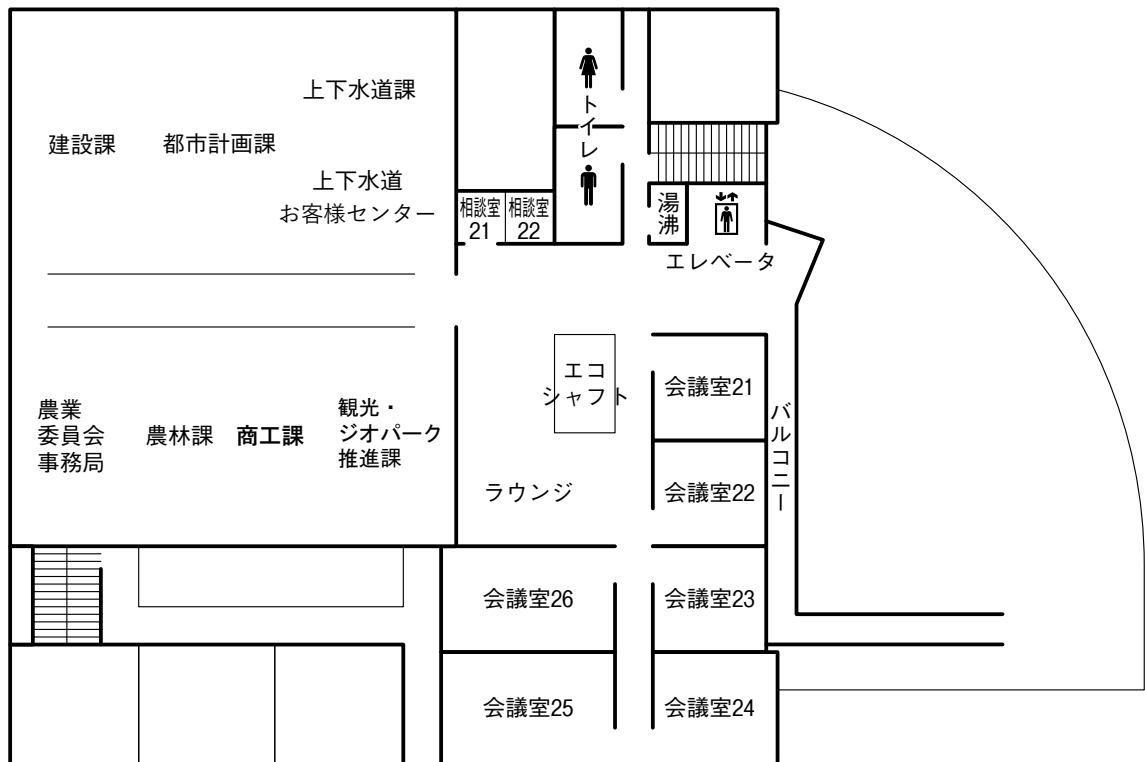 上下水道課
建設課
都市計画課
上下水道
お客様センター
相談室
21
相談室
22
トイレ
湯沸
エレベータ
エコ
シャフト
会議室21
バルコニー
農業
委員会
事務局
農林課
商工課
観光・
ジオパーク
推進課
ラウンジ
会議室22
会議室26
会議室23
会議室25
会議室24